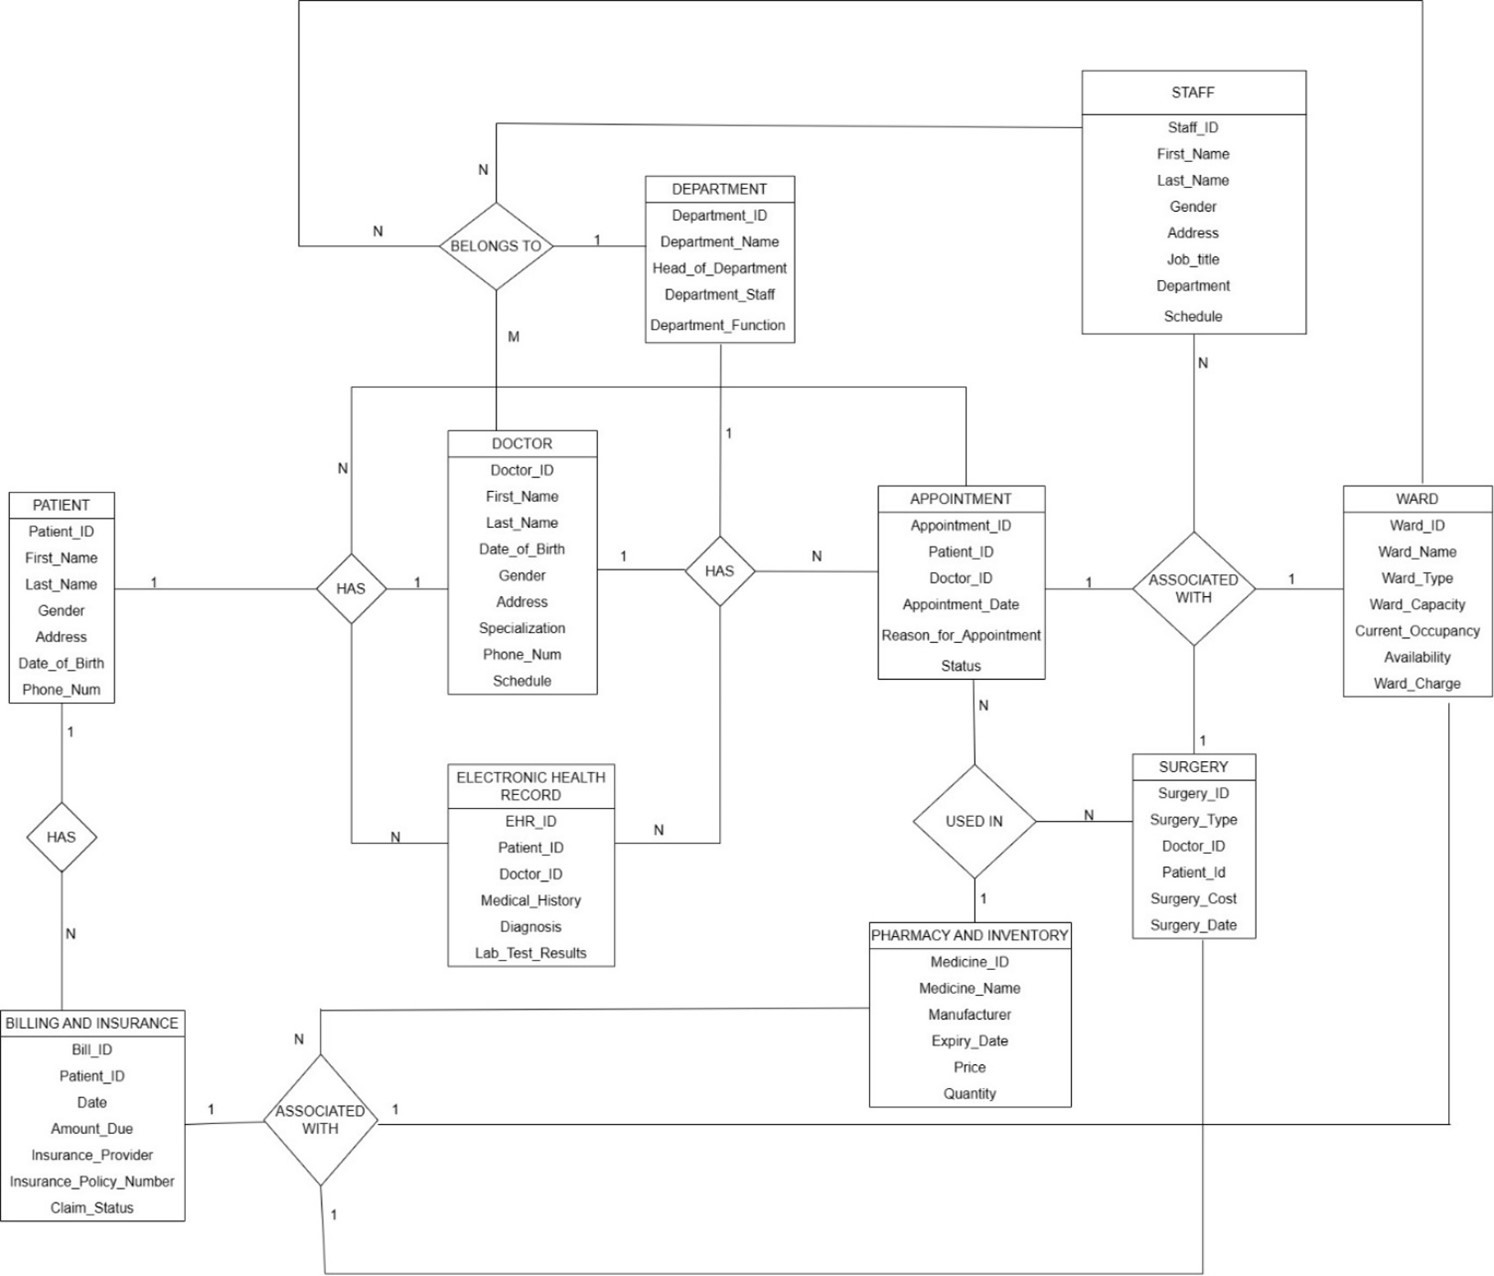 STAFF
Staff_ID
First_Name
Last_Name
Gender
Address
Job_title
Department
Schedule
N
DEPARTMENT
Department_ID
Department_Name
Head_of_Department
Department_Staff
Department_Function
N
BELONGS TO
1
M
N
1
N
DOCTOR
Doctor_ID
First_Name
Last_Name
Date_of_Birth
Gender
Address
Specialization
Phone_Num
Schedule
PATIENT
Patient_ID
First_Name
Last_Name
Gender
Address
Date_of_Birth
Phone_Num
1
HAS
1
1
HAS
N
APPOINTMENT
Appointment_ID
Patient_ID
Doctor_ID
Appointment_Date
Reason_for_Appointment
Status
1
ASSOCIATED
WITH
1
WARD
Ward_ID
Ward_Name
Ward_Type
Ward_Capacity
Current_Occupancy
Availability
Ward_Charge
1
N
1
HAS
N
ELECTRONIC HEALTH
RECORD
EHR_ID
Patient_ID
Doctor_ID
Medical_History
Diagnosis
Lab_Test_Results
N
N
USED IN
N
1
SURGERY
Surgery_ID
Surgery_Type
Doctor_ID
Patient_Id
Surgery_Cost
Surgery_Date
PHARMACY AND INVENTORY
Medicine_ID
Medicine_Name
Manufacturer
Expiry_Date
Price
Quantity
BILLING AND INSURANCE
Bill_ID
Patient_ID
Date
Amount_Due
Insurance_Provider
Insurance_Policy_Number
Claim_Status
N
1
ASSOCIATED
WITH
1
1